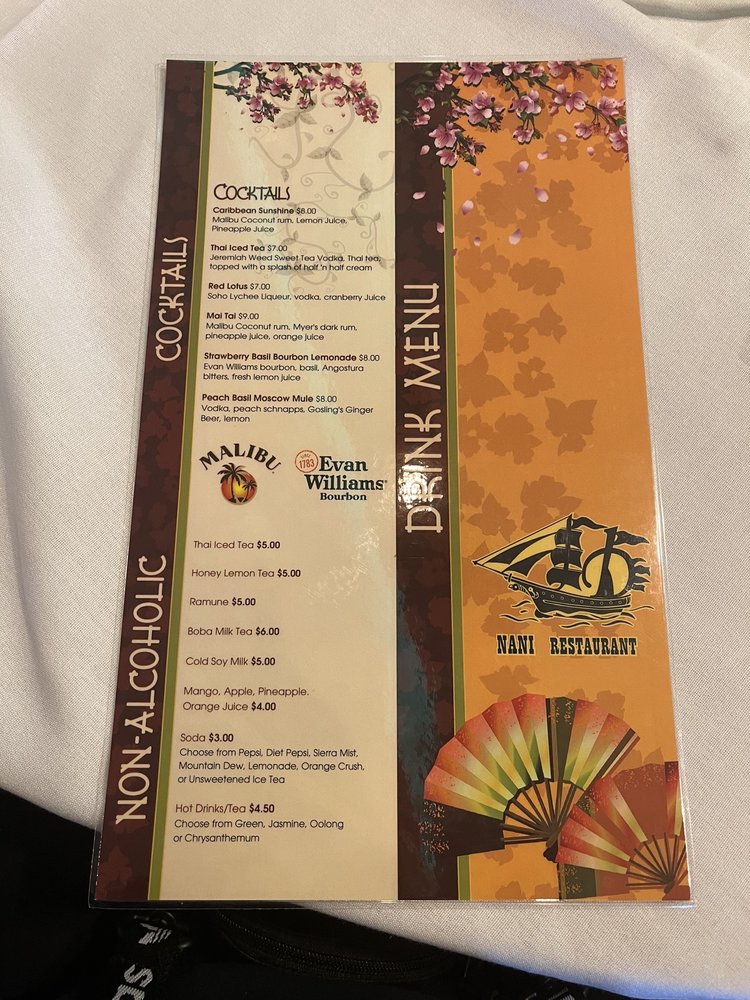 COCKTAILS
COCKTAILS
Caribbean Sunshine $8.00
Malibu Coconut rum, Lemon Juice,
Pineapple Juice
Thai Iced Tea $7.00
Jeremiah Weed Sweet Tea Vodka, Thai tea,
topped with a splash of half 'n half cream
Red Lotus $7.00
Soho Lychee Liqueur, vodka, cranberry Juice
Mai Tai $9.00
Malibu Coconut rum, Myer's dark rum,
pineapple juice, orange juice
Strawberry Basil Bourbon Lemonade $8.00
Evan Williams bourbon, basil, Angostura
bitters, fresh lemon juice
Peach Basil Moscow Mule $8.00
Vodka, peach schnapps, Gosling's Ginger
Beer, lemon
MALIBU
SINCE
1783
Evan
Williams
Bourbon
NON-ALCOHOLIC
Thai Iced Tea $5.00
Honey Lemon Tea $5.00
Ramune $5.00
Boba Milk Tea $6.00
Cold Soy Milk $5.00
Mango, Apple, Pineapple.
Orange Juice $4.00
Soda $3.00
Choose from Pepsi, Diet Pepsi, Sierra Mist,
Mountain Dew, Lemonade, Orange Crush,
or Unsweetened Ice Tea
Hot Drinks/Tea $4.50
Choose from Green, Jasmine, Oolong
or Chrysanthemum
DRINK MENU
NANI RESTAURANT